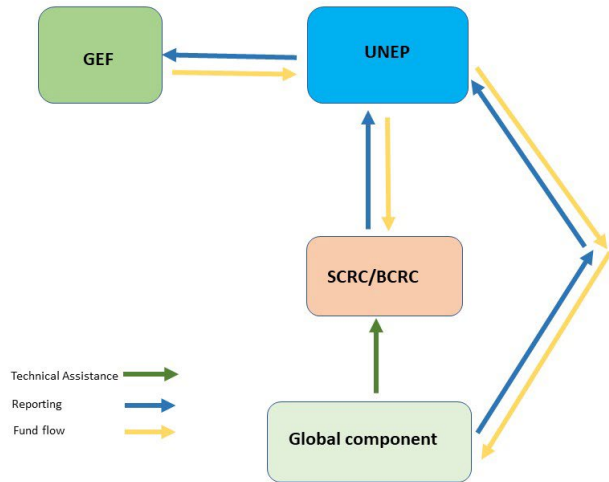 GEF
UNEP
SCRC/BCRC
Technical Assistance
Reporting
Fund flow
Global component